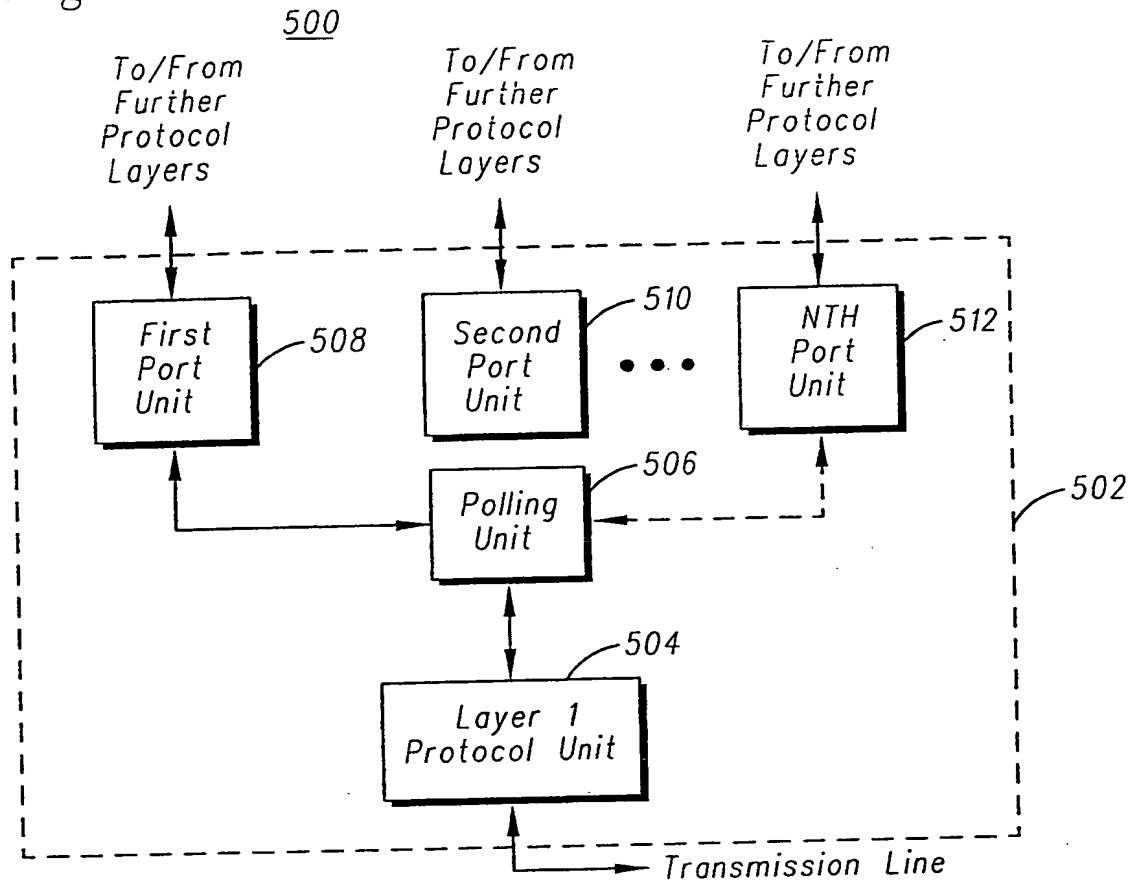 500
To/From
Further
Protocol
Layers
To/From
Further
Protocol
Layers
To/From
Further
Protocol
Layers
First
Port
Unit
508
Second
Port
Unit
510
NTH
Port
Unit
512
506
Polling
Unit
502
504
Layer 1
Protocol Unit
Transmission Line